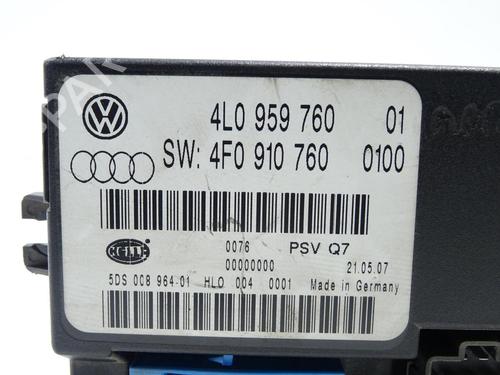 4L0 959 760 01
SW: 4F0 910 760 0100
0076 PSV Q7
00000000 21.05.07
5DS 008 964-01 HLO 004 0001 Made in Germany